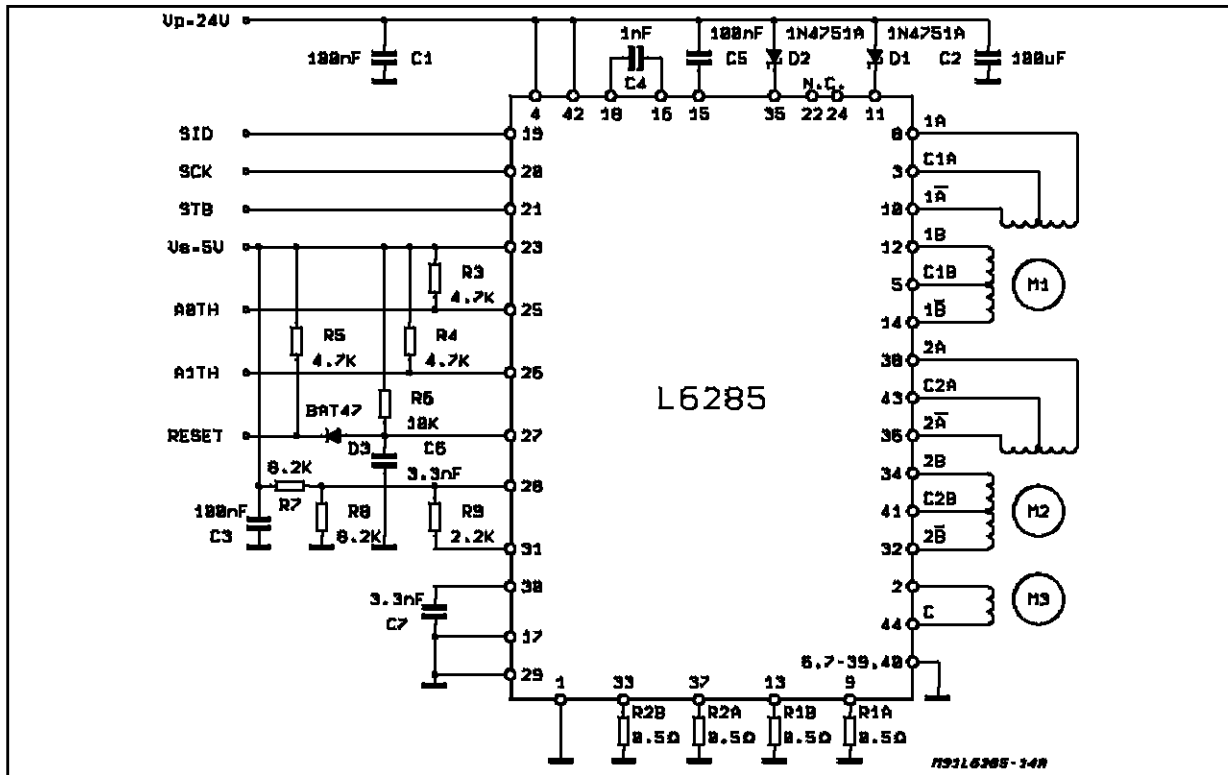 Vp=24V
1nF
100nF
1N4751A
1N4751A
100nF
C1
C4
C5
D2
D1
C2
100uF
N.C.
4
42
18
16
15
35
22
24
11
SID
19
8
1A
SCK
20
3
C1A
STB
21
10
1A̅
Vs=5V
23
12
1B
R3
4.7K
5
C1B
M1
A0TH
25
14
1B̅
R5
4.7K
R4
4.7K
38
2A
A1TH
26
L6285
43
C2A
BAT47
R6
10K
RESET
27
36
2A̅
D3
C6
3.3nF
8.2K
R7
28
34
2B
100nF
C3
R8
8.2K
R9
2.2K
41
C2B
M2
31
32
2B̅
30
2
3.3nF
C7
M3
17
44
C
29
6,7-39,40
1
33
37
13
9
R2B
0.5Ω
R2A
0.5Ω
R1B
0.5Ω
R1A
0.5Ω
M91L6285-14A